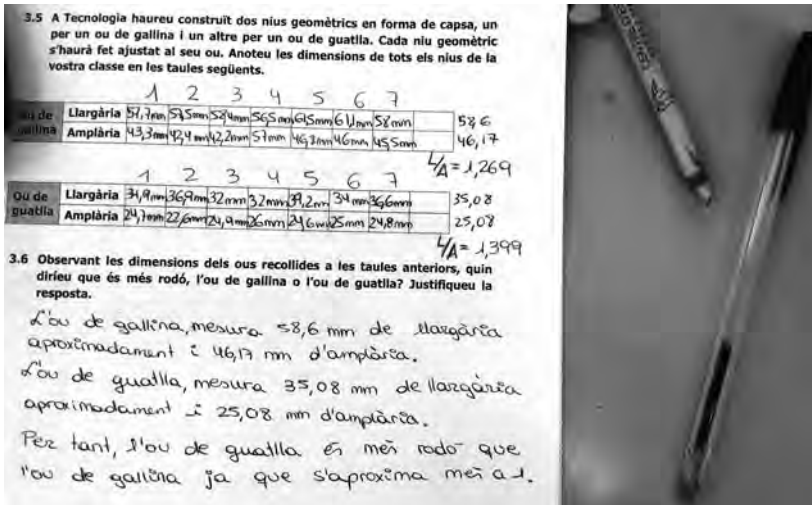 3.5 A Tecnologia haureu construït dos nius geomètrics en forma de capsa, un
per un ou de gallina i un altre per un ou de guatlla. Cada niu geomètric
s'haurà fet ajustat al seu ou. Anoteu les dimensions de tots els nius de la
vostra classe en les taules següents.
1 2 3 4 5 6 7
Ou de gallina Llargària 57,5mm 58,4mm 56,5mm 61,5mm 58mm 58,6
Amplària 43,3mm 42,4mm 42,2mm 57mm 46mm 45,5mm 46,17
L/A = 1,269
1 2 3 4 5 6 7
Ou de guatlla Llargària 34,9mm 36,9mm 32mm 32mm 39,2mm 34mm 36,6mm 35,08
Amplària 24,7mm 22,6mm 24,9mm 26mm 24,6mm 25mm 24,8mm 25,08
L/A = 1,399
3.6 Observant les dimensions dels ous recollides a les taules anteriors, quin
diríeu que és més rodó, l'ou de gallina o l'ou de guatlla? Justifiqueu la
resposta.
L'ou de gallina, mesura 58,6 mm de llargària
aproximadament i 46,17 mm d'amplària.
L'ou de guatlla, mesura 35,08 mm de llargària
aproximadament i 25,08 mm d'amplària.
Per tant, l'ou de guatlla és més rodó que
l'ou de gallina ja que s'aproxima més a 1.